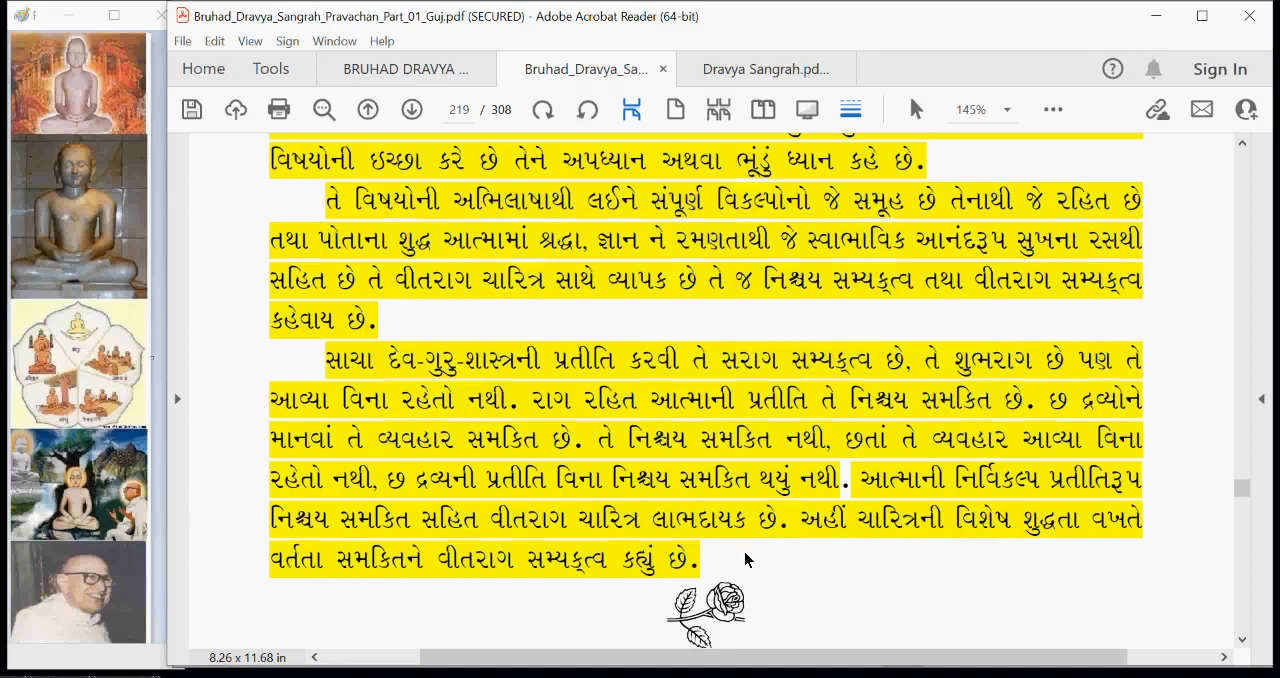 Bruhad_Dravya_Sangrah_Pravachan_Part_01_Guj.pdf (SECURED) - Adobe Acrobat Reader (64-bit)
File Edit View Sign Window Help
Home Tools BRUHAD DRAVYA ... Bruhad_Dravya_Sa... × Dravya Sangrah.pd... Sign In
219 / 308 145%
વિષયોની ઇચ્છા કરે છે તેને અપધ્યાન અથવા ભૂંડું ધ્યાન કહે છે.
તે વિષયોની અભિલાષાથી લઈને સંપૂર્ણ વિકલ્પોનો જે સમૂહ છે તેનાથી જે રહિત છે
તથા પોતાના શુદ્ધ આત્મામાં શ્રદ્ધા, જ્ઞાન ને રમણતાથી જે સ્વાભાવિક આનંદરૂપ સુખના રસથી
સહિત છે તે વીતરાગ ચારિત્ર સાથે વ્યાપક છે તે જ નિશ્ચય સમ્યક્ત્વ તથા વીતરાગ સમ્યક્ત્વ
કહેવાય છે.
સાચા દેવ-ગુરુ-શાસ્ત્રની પ્રતીતિ કરવી તે સરાગ સમ્યક્ત્વ છે, તે શુભરાગ છે પણ તે
આવ્યા વિના રહેતો નથી. રાગ રહિત આત્માની પ્રતીતિ તે નિશ્ચય સમકિત છે. છ દ્રવ્યોને
માનવાં તે વ્યવહાર સમકિત છે. તે નિશ્ચય સમકિત નથી, છતાં તે વ્યવહાર આવ્યા વિના
રહેતો નથી, છ દ્રવ્યની પ્રતીતિ વિના નિશ્ચય સમકિત થયું નથી. આત્માની નિર્વિકલ્પ પ્રતીતિરૂપ
નિશ્ચય સમકિત સહિત વીતરાગ ચારિત્ર લાભદાયક છે. અહીં ચારિત્રની વિશેષ શુદ્ધતા વખતે
વર્તતા સમકિતને વીતરાગ સમ્યક્ત્વ કહ્યું છે.
8.26 x 11.68 in